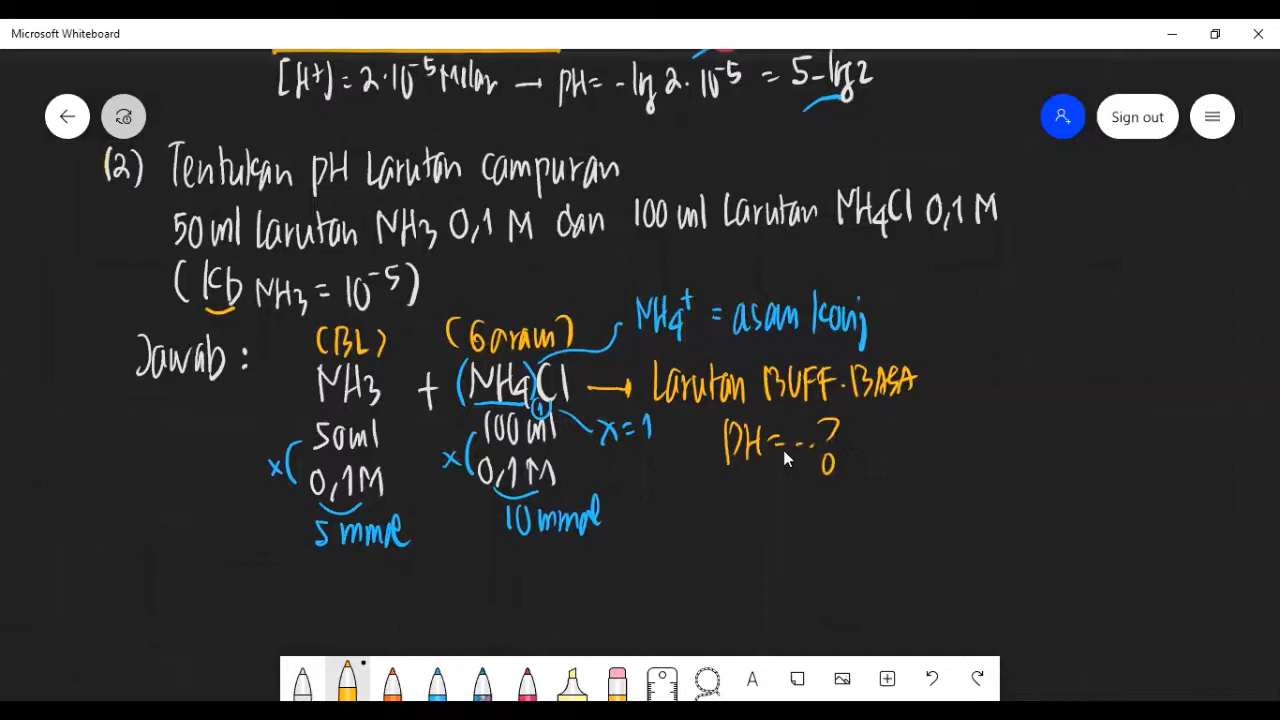 Microsoft Whiteboard
[H+] = 2·10⁻⁵ Molar → pH = -log 2·10⁻⁵ = 5-log2
Sign out
(2) Tentukan pH Larutan campuran
50 ml larutan NH3 0,1 M dan 100 ml Larutan NH4Cl 0,1 M
(Kb NH3 = 10⁻⁵)
NH4⁺ = asam konj
Jawab :
(BL) (Garam)
NH3 + (NH4)Cl → Larutan BUFF. BASA
1
50ml 100 ml x = 1 pH = ...?
x( 0,1M x( 0,1M
5 mmol 10 mmol
A